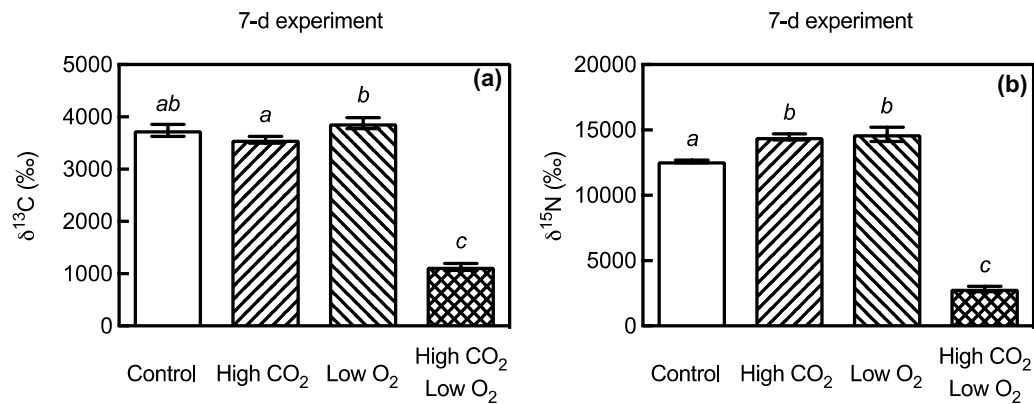 7-d experiment
5000
4000
3000
2000
1000
0
δ¹³C (‰)
(a)
ab
a
b
c
Control
High CO₂
Low O₂
High CO₂
Low O₂
7-d experiment
20000
15000
10000
5000
0
δ¹⁵N (‰)
(b)
a
b
b
c
Control
High CO₂
Low O₂
High CO₂
Low O₂